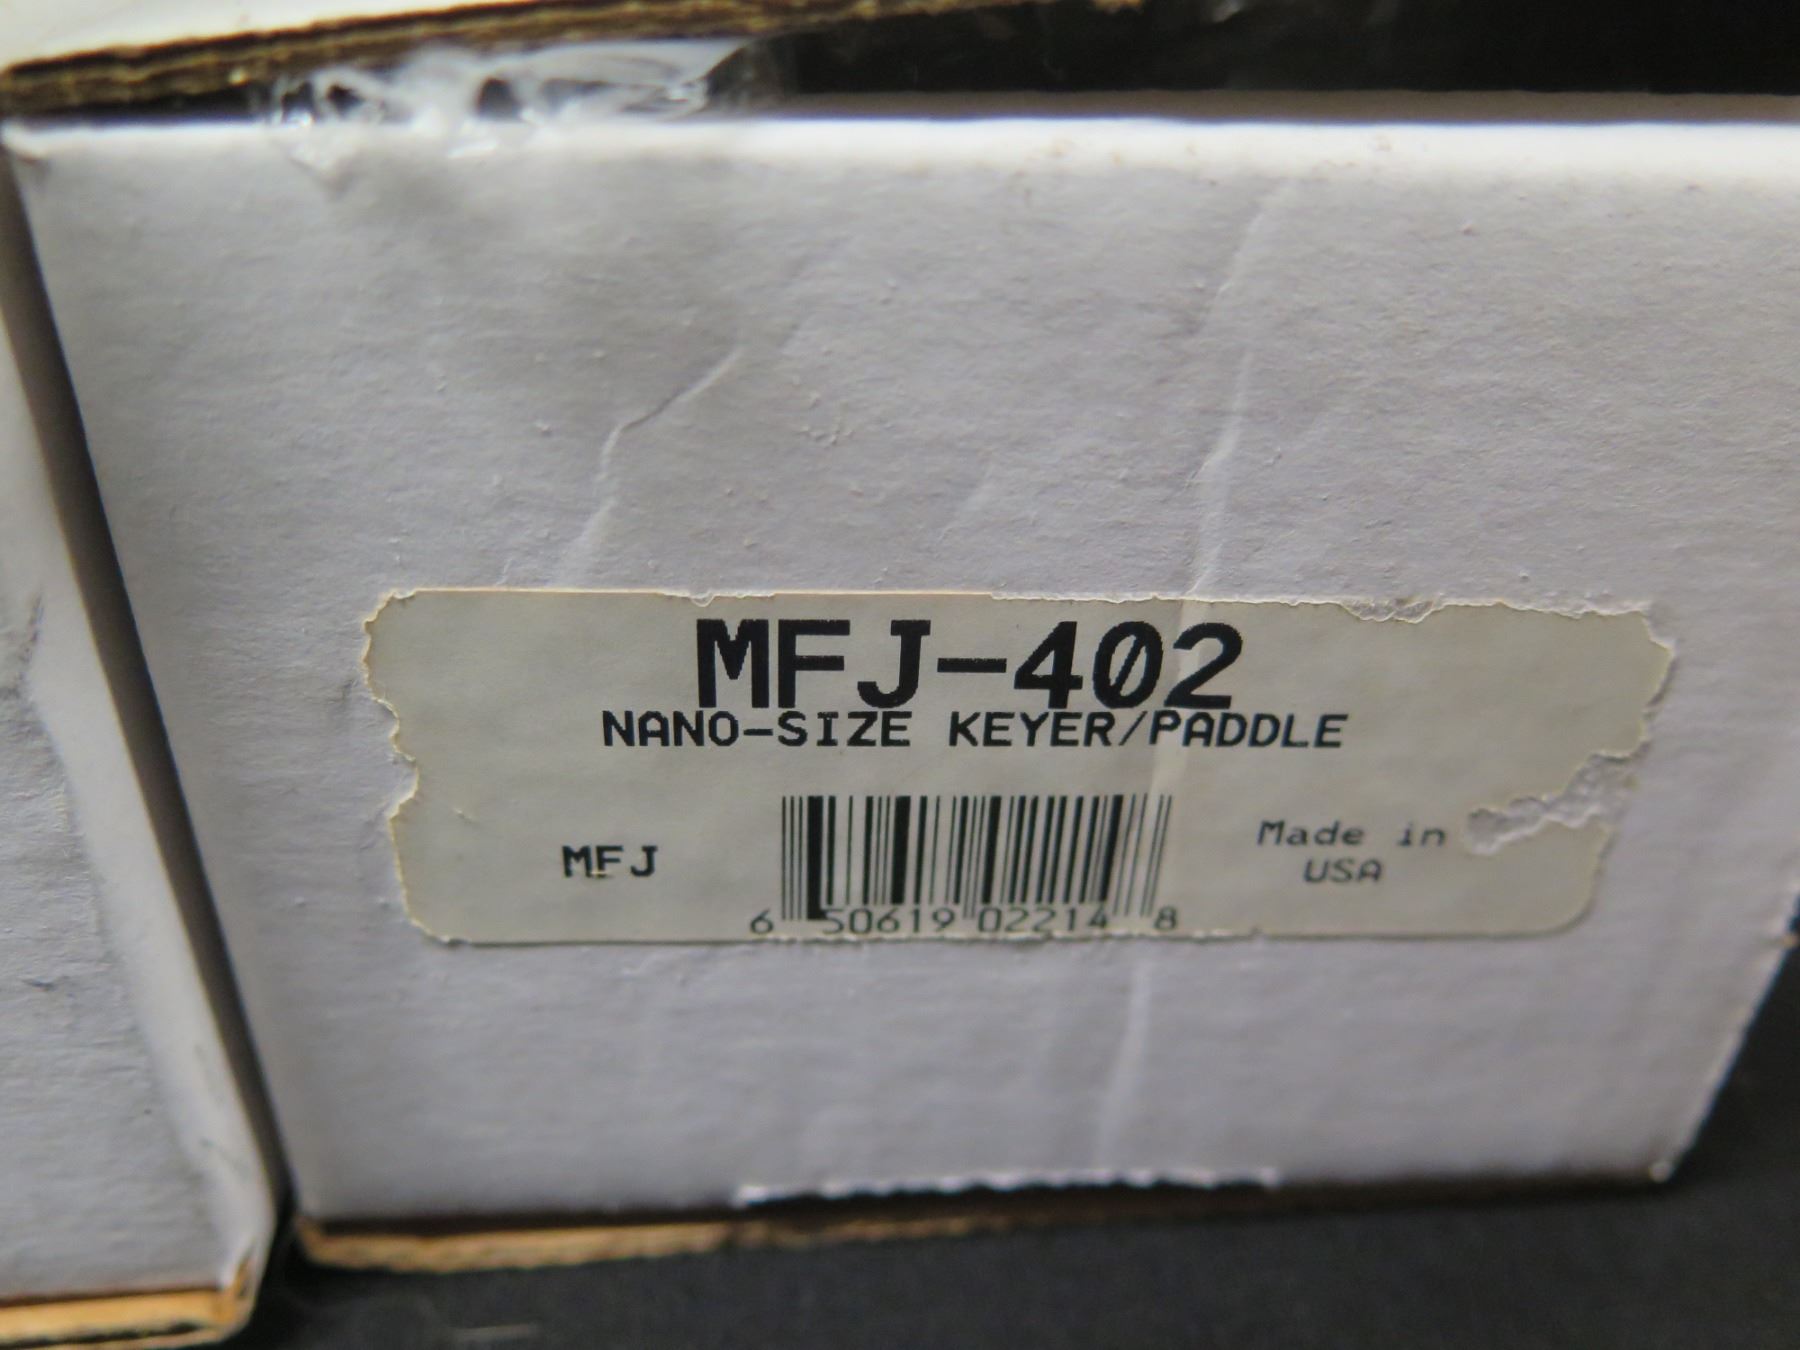 MFJ-402
NANO-SIZE KEYER/PADDLE
MFJ
Made in
USA
6 50619 02214 8